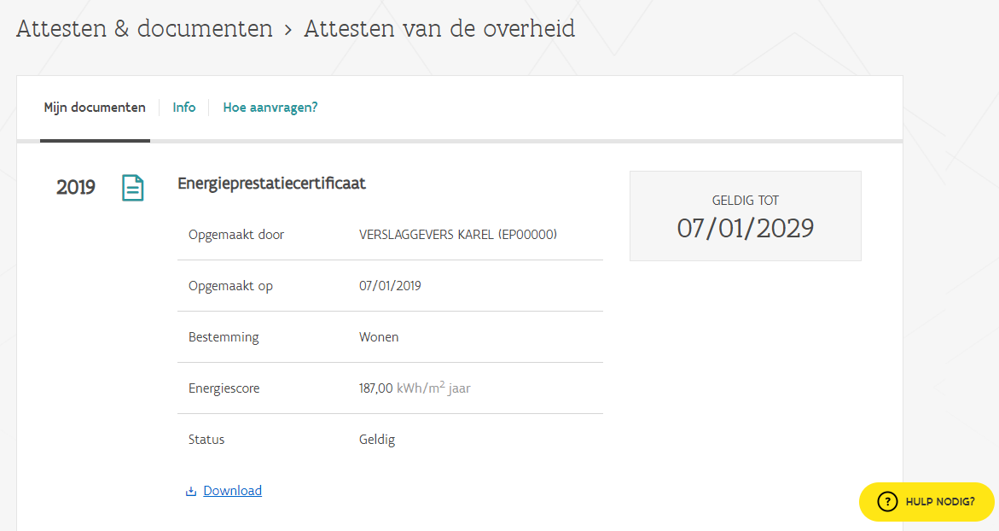 Attesten & documenten › Attesten van de overheid
Mijn documenten
Info
Hoe aanvragen?
2019
Energieprestatiecertificaat
Opgemaakt door VERSLAGGEVERS KAREL (EP00000)
Opgemaakt op 07/01/2019
Bestemming Wonen
Energiescore 187,00 kWh/m² jaar
Status Geldig
Download
GELDIG TOT
07/01/2029
? HULP NODIG?